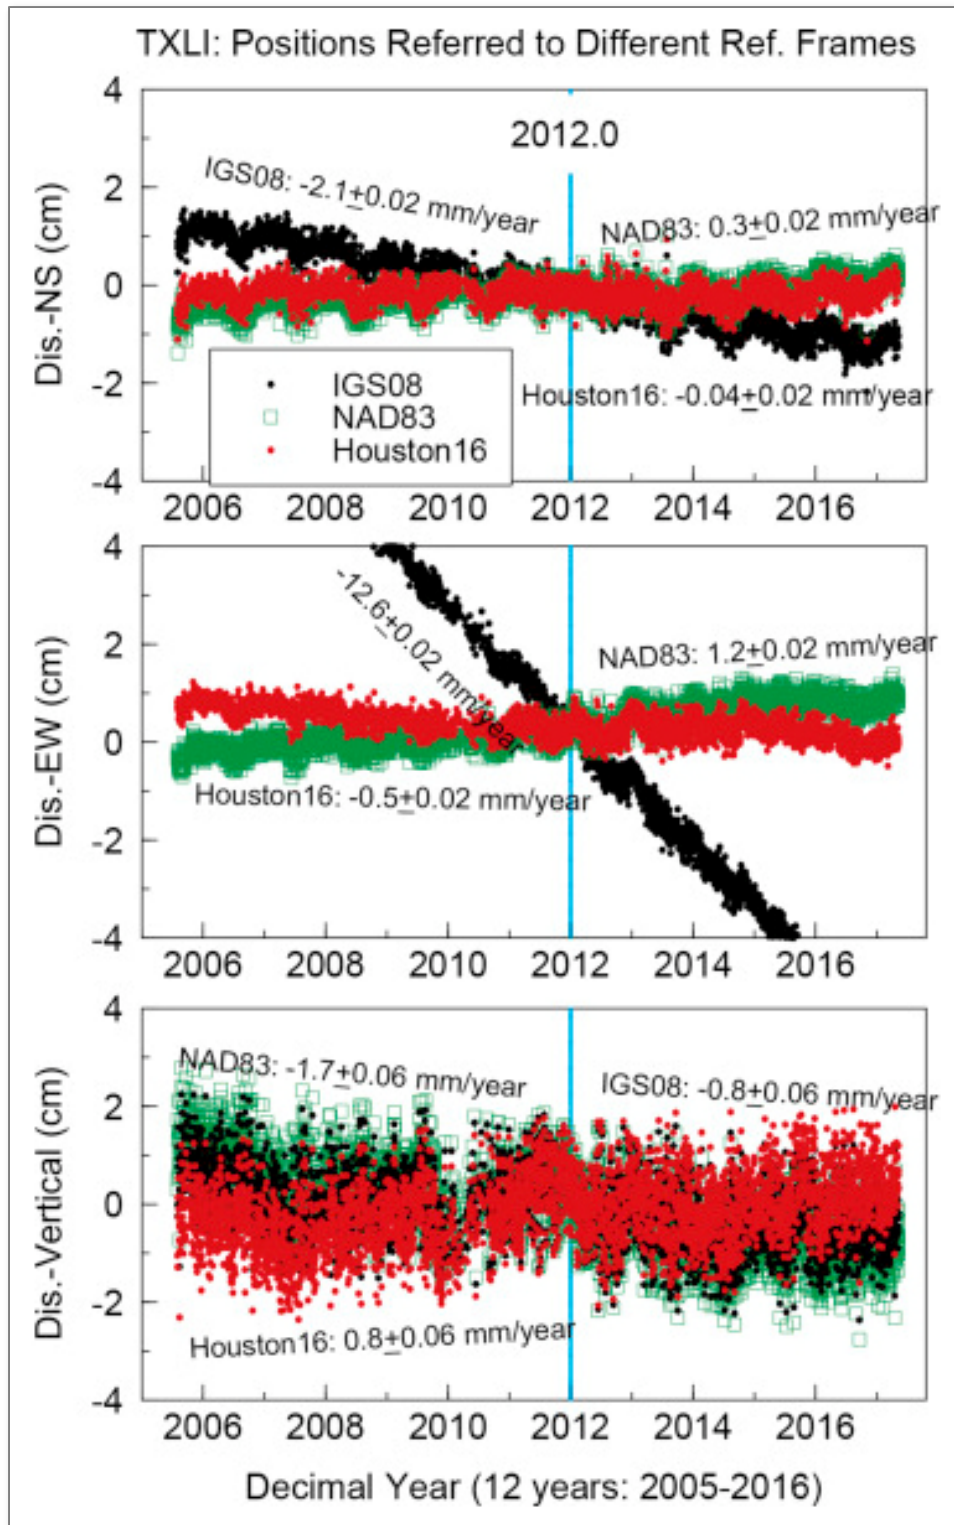 TXLI: Positions Referred to Different Ref. Frames
4
2012.0
IGS08: -2.1±0.02 mm/year
2
NAD83: 0.3±0.02 mm/year
Dis.-NS (cm)
0
-2
IGS08
NAD83
Houston16
Houston16: -0.04±0.02 mm/year
-4
2006 2008 2010 2012 2014 2016
4
-12.6±0.02 mm/year
2
NAD83: 1.2±0.02 mm/year
Dis.-EW (cm)
0
Houston16: -0.5±0.02 mm/year
-2
-4
2006 2008 2010 2012 2014 2016
4
NAD83: -1.7±0.06 mm/year
IGS08: -0.8±0.06 mm/year
2
Dis.-Vertical (cm)
0
-2
Houston16: 0.8±0.06 mm/year
-4
2006 2008 2010 2012 2014 2016
Decimal Year (12 years: 2005-2016)